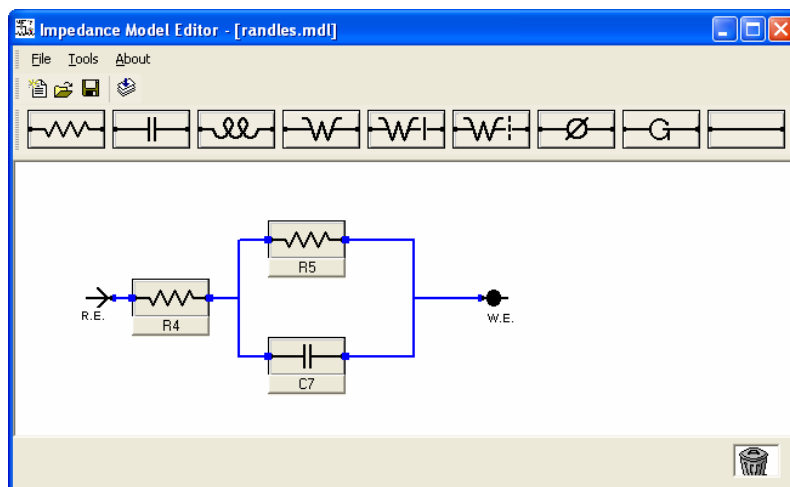 Impedance Model Editor - [randles.mdl]
File Tools About
W W W Ø G
R5
R.E.
R4
W.E.
C7